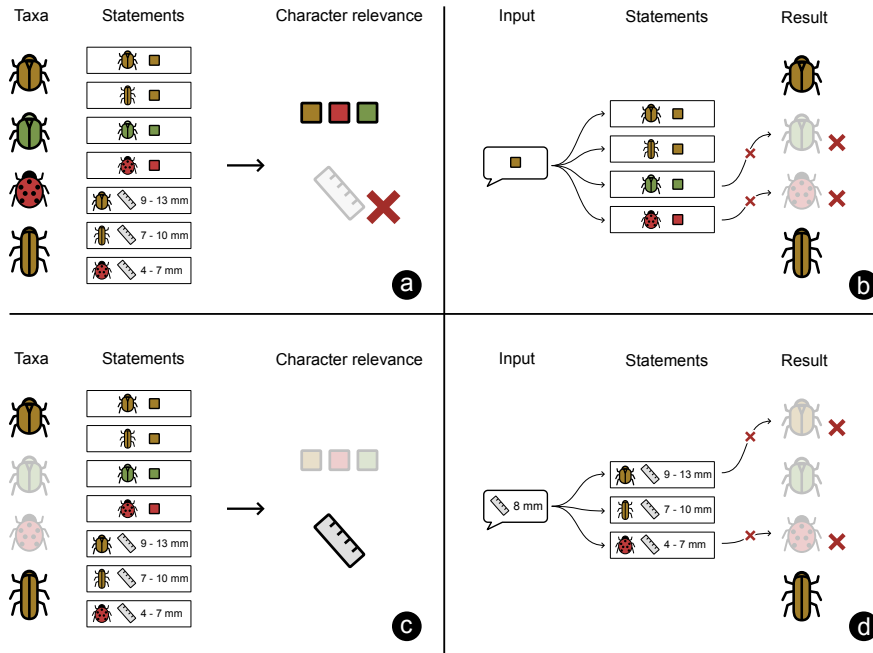 Taxa Statements Character relevance
9 - 13 mm
7 - 10 mm
4 - 7 mm
a
Input Statements Result
b
Taxa Statements Character relevance
9 - 13 mm
7 - 10 mm
4 - 7 mm
c
Input Statements Result
9 - 13 mm
8 mm 7 - 10 mm
4 - 7 mm
d